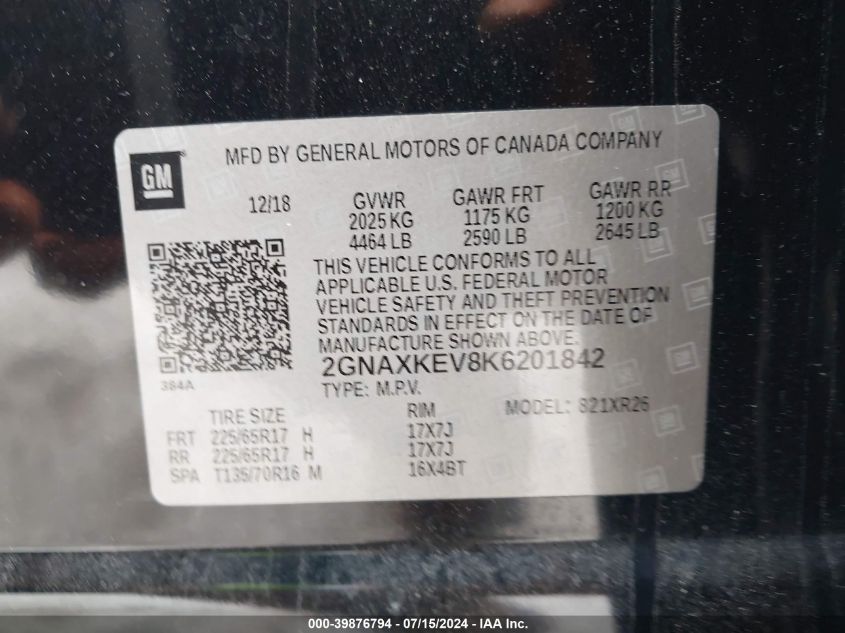 GM
MFD BY GENERAL MOTORS OF CANADA COMPANY
12/18 GVWR GAWR FRT GAWR RR
2025 KG 1175 KG 1200 KG
4464 LB 2590 LB 2645 LB
THIS VEHICLE CONFORMS TO ALL
APPLICABLE U.S. FEDERAL MOTOR
VEHICLE SAFETY AND THEFT PREVENTION
STANDARDS IN EFFECT ON THE DATE OF
MANUFACTURE SHOWN ABOVE.
2GNAXKEV8K6201842
384A
TYPE: M.P.V. MODEL: 821XR26
TIRE SIZE RIM
FRT 225/65R17 H 17X7J
RR 225/65R17 H 17X7J
SPA T135/70R16 M 16X4BT
000-39876794 - 07/15/2024 - IAA Inc.